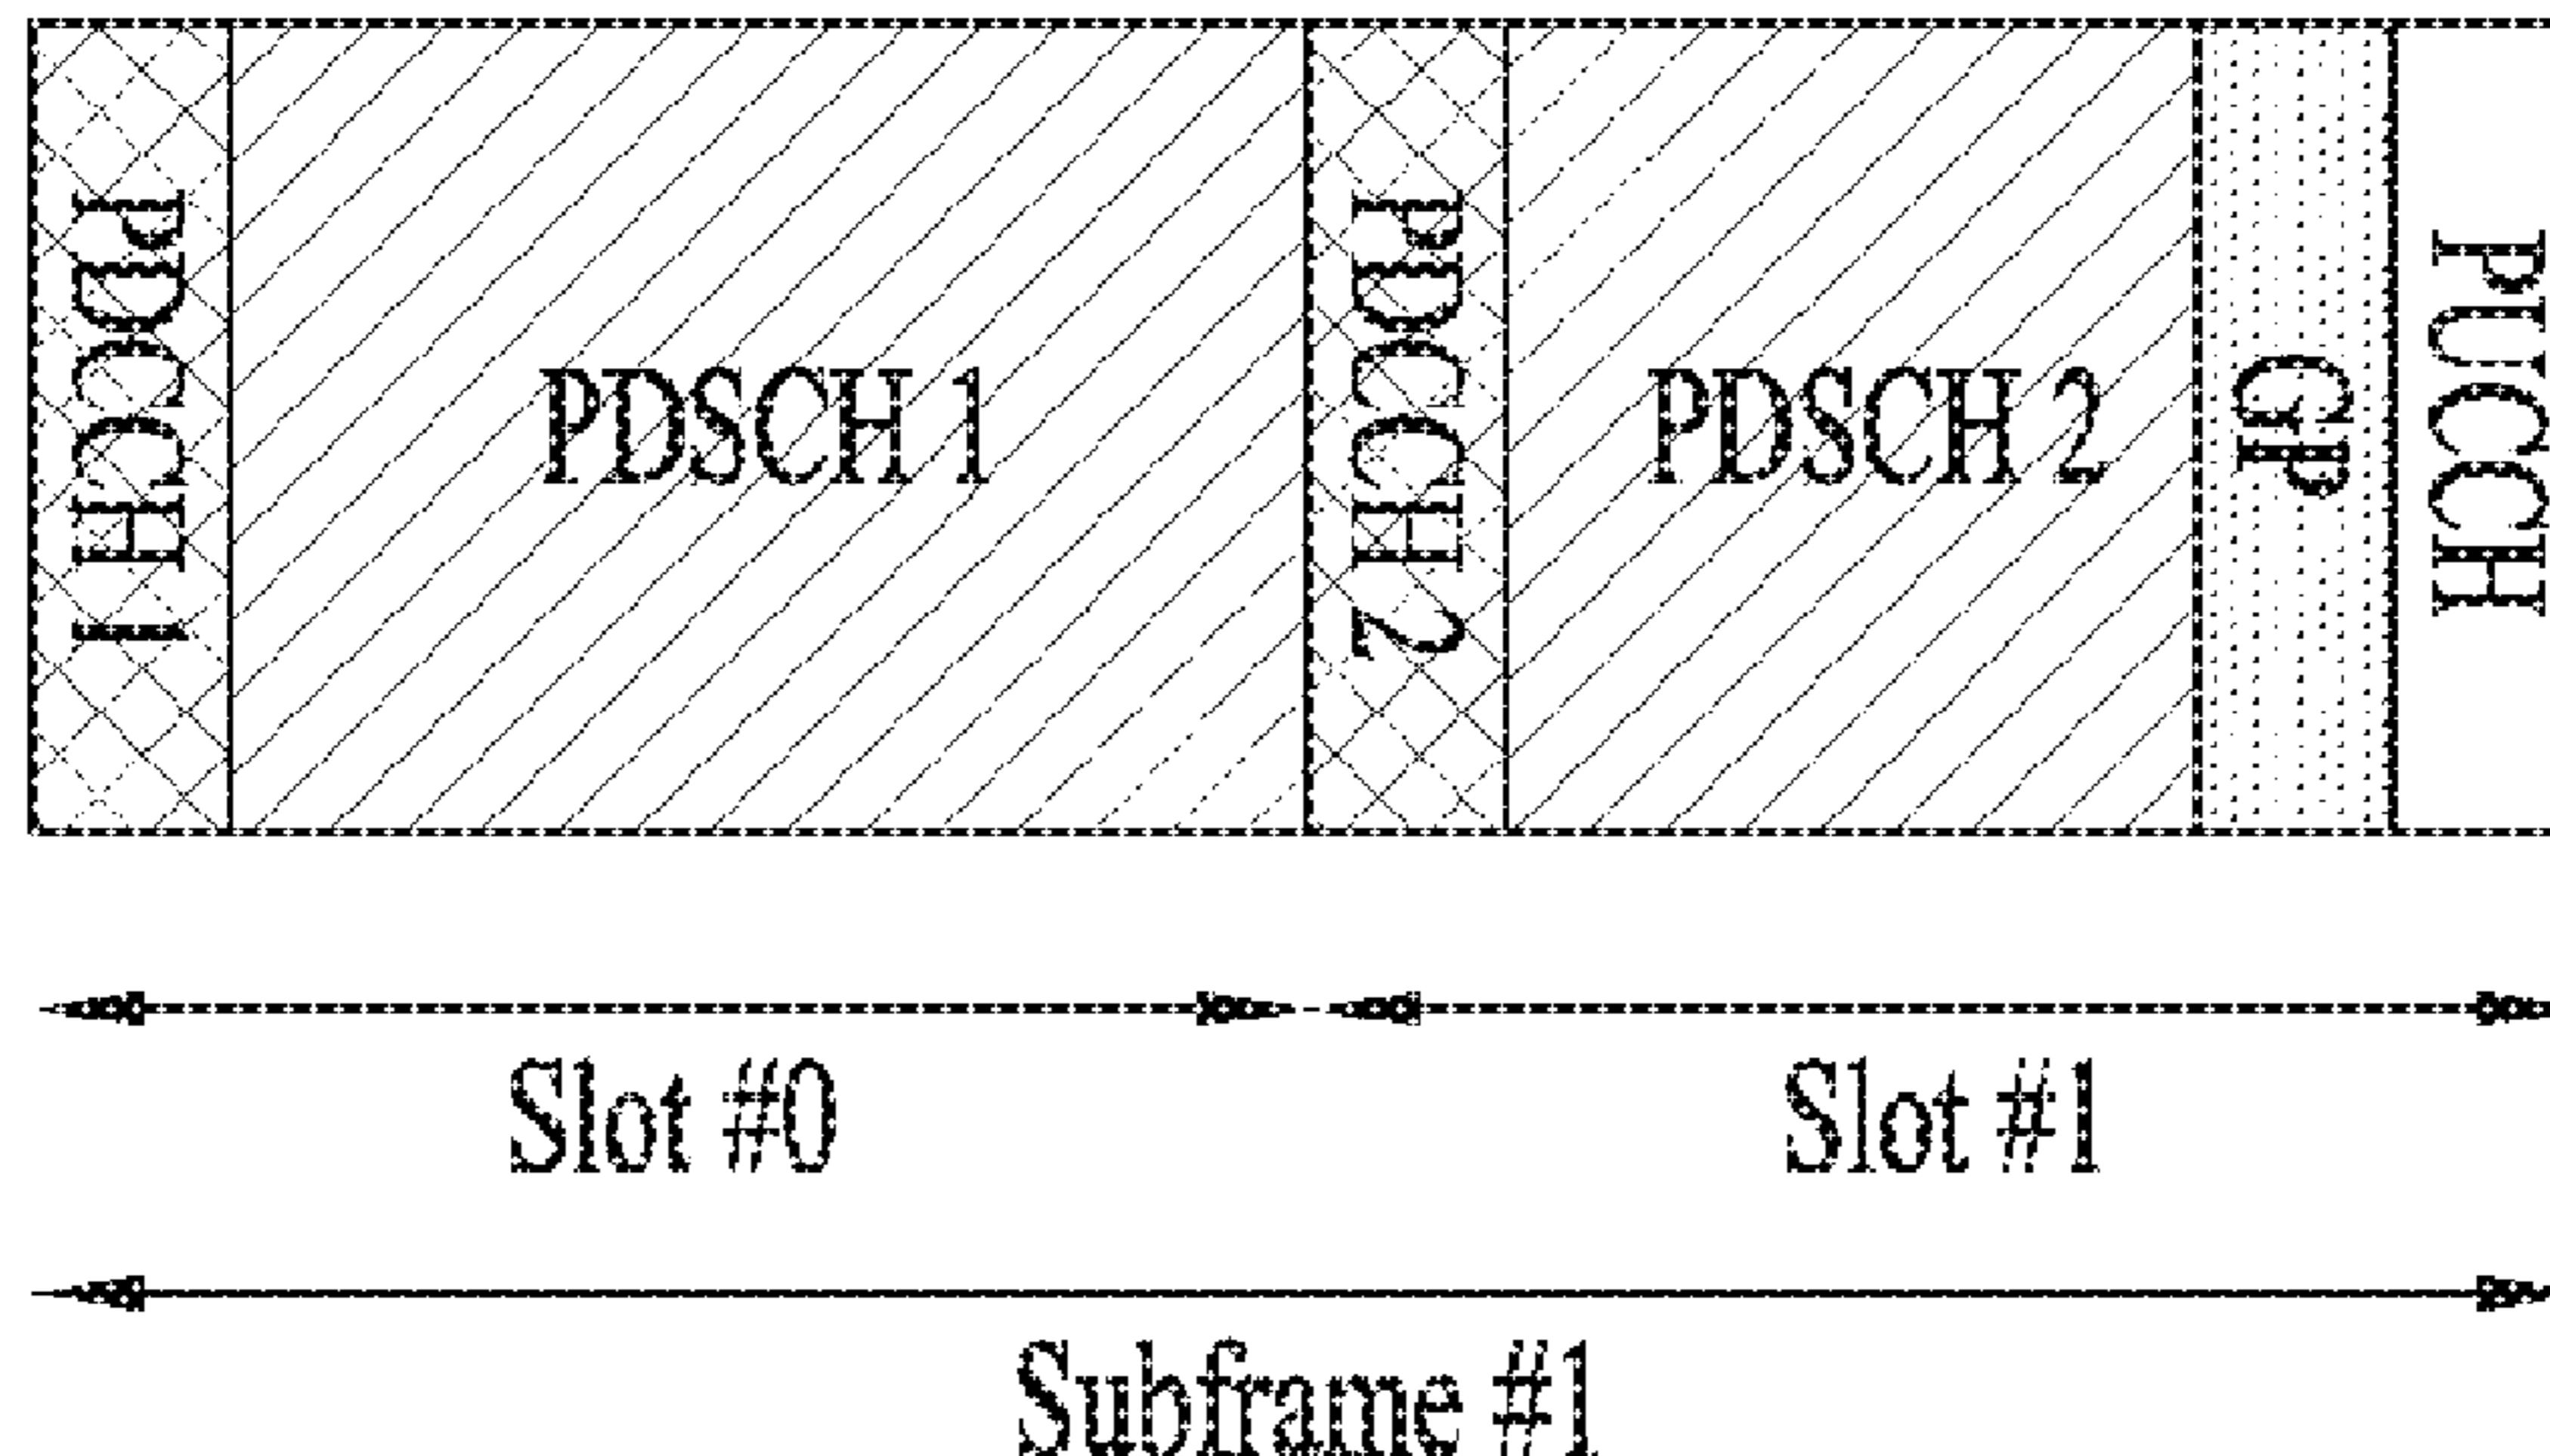 PDCCH 1
PDSCH 1
PDCCH 2
PDSCH 2
GP
PUCCH
Slot #0
Slot #1
Subframe #1